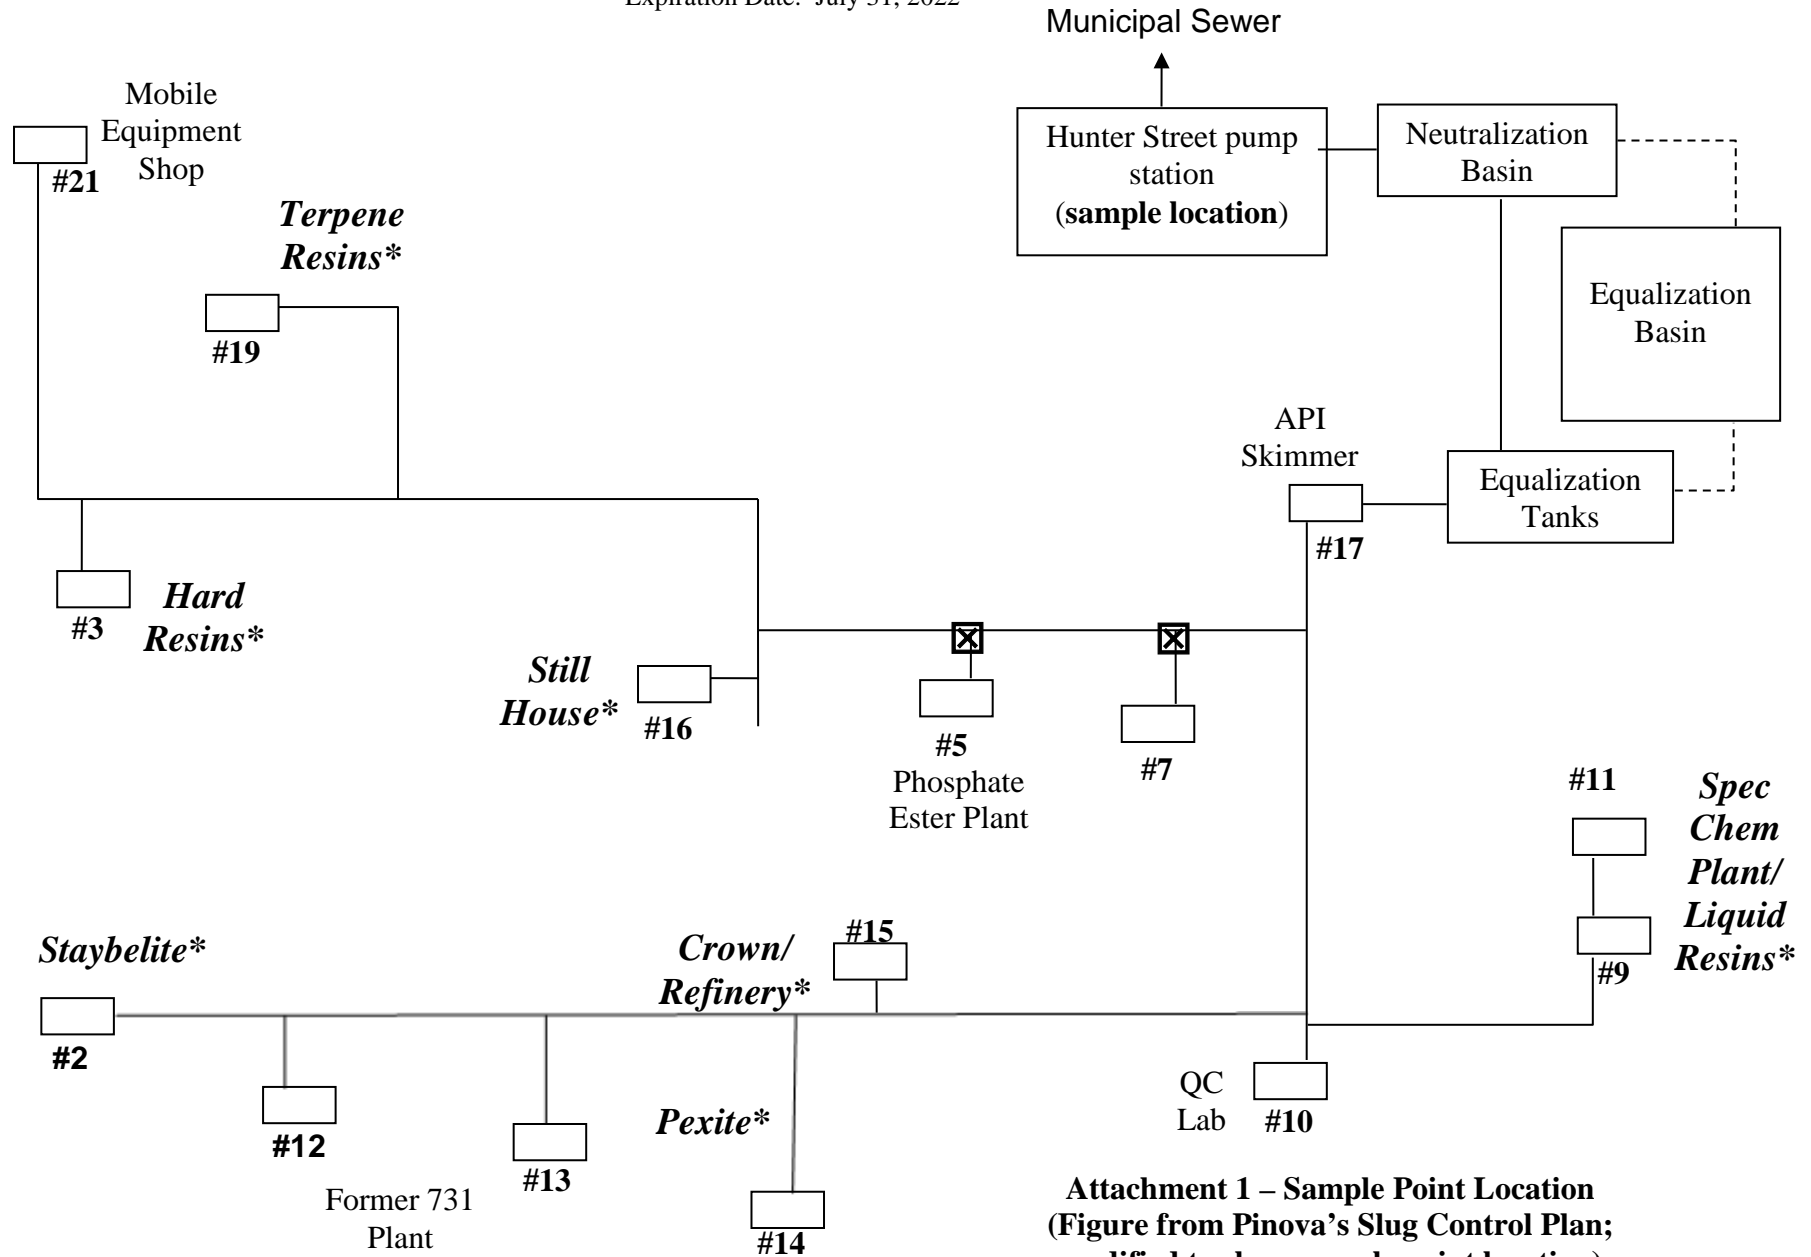 Expiration Date: July 31, 2022
Municipal Sewer
Mobile
Equipment
Shop
#21
Terpene
Resins*
#19
Hunter Street pump
station
(sample location)
Neutralization
Basin
Equalization
Basin
API
Skimmer
#17
Equalization
Tanks
#3
Hard
Resins*
Still
House*
#16
#5
Phosphate
Ester Plant
#7
#11
Spec
Chem
Plant/
Liquid
Resins*
#9
Staybelite*
#2
Crown/
Refinery*
#15
#12
Former 731
Plant
#13
Pexite*
#14
QC
Lab
#10
Attachment 1 – Sample Point Location
(Figure from Pinova's Slug Control Plan;